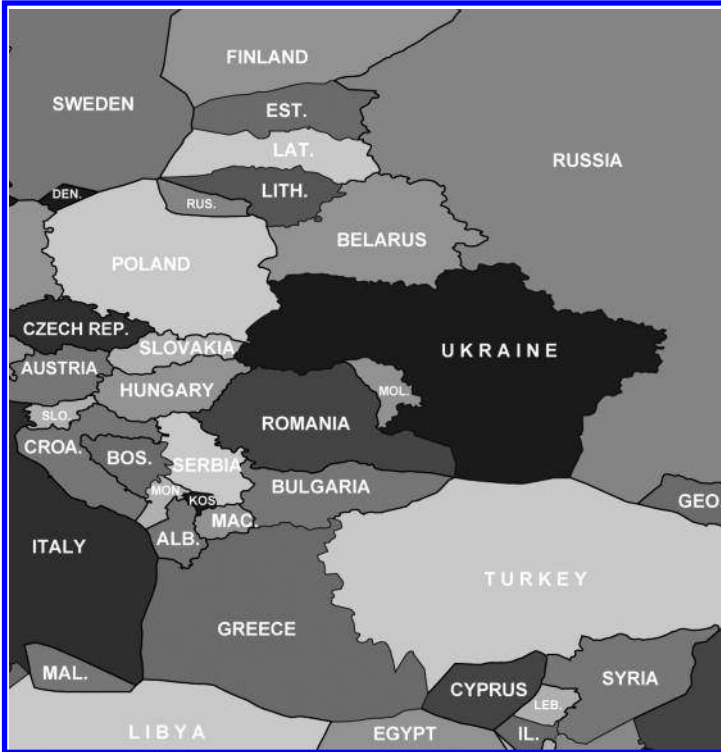 FINLAND
SWEDEN
EST.
LAT.
RUSSIA
DEN.
LITH.
RUS.
BELARUS
POLAND
CZECH REP.
SLOVAKIA
UKRAINE
AUSTRIA
HUNGARY
MOL.
SLO.
ROMANIA
CROA.
BOS.
SERBIA
BULGARIA
MON.
KOS.
GEO.
MAC.
ALB.
ITALY
TURKEY
GREECE
MAL.
CYPRUS
SYRIA
LEB.
LIBYA
EGYPT
IL.